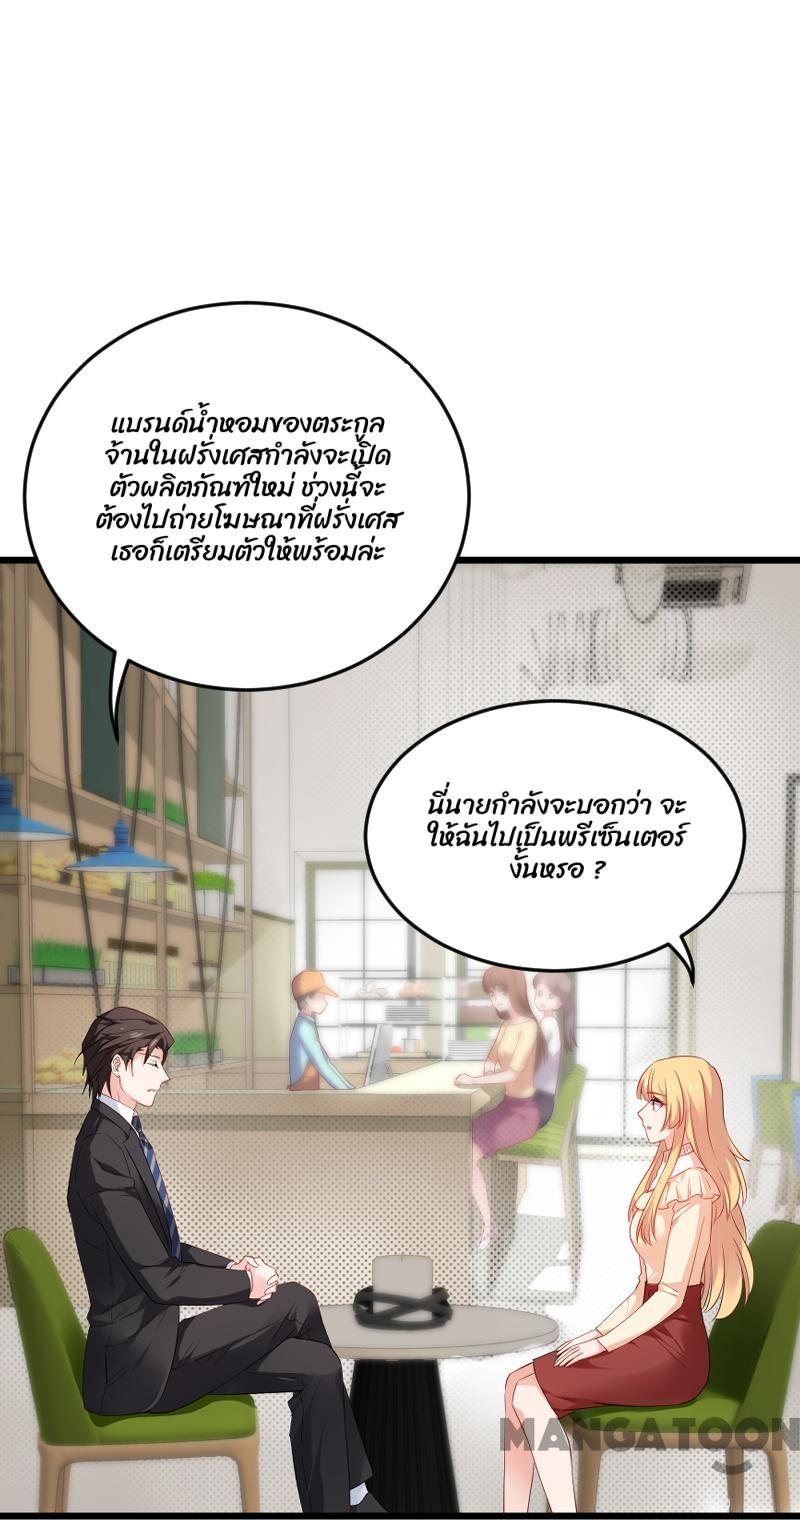 แบรนด์น้ำหอมของตระกูล
จ้านในฝรั่งเศสกำลังจะเปิด
ตัวผลิตภัณฑ์ใหม่ ช่วงนี้จะ
ต้องไปถ่ายโฆษณาที่ฝรั่งเศส
เธอก็เตรียมตัวให้พร้อมล่ะ
นี่นายกำลังจะบอกว่า จะ
ให้ฉันไปเป็นพรีเซ็นเตอร์
งั้นหรอ ?
MANGATOON